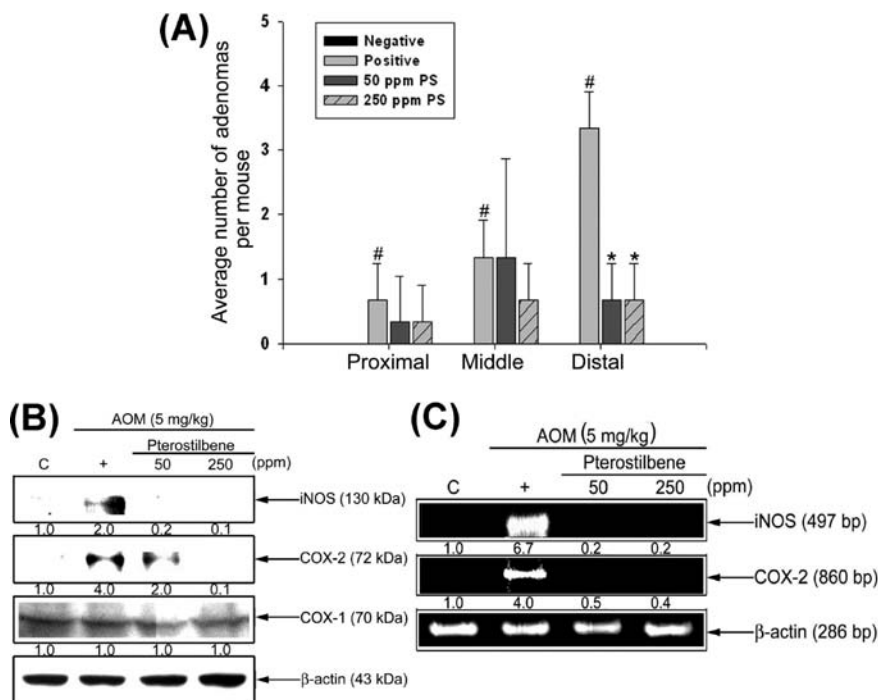 (A)
Average number of adenomas
per mouse
5
4
3
2
1
0
Negative
Positive
50 ppm PS
250 ppm PS
#
#
#
* *
Proximal Middle Distal
(B)
AOM (5 mg/kg)
Pterostilbene
C + 50 250 (ppm)
iNOS (130 kDa)
1.0 2.0 0.2 0.1
COX-2 (72 kDa)
1.0 4.0 2.0 0.1
COX-1 (70 kDa)
1.0 1.0 1.0 1.0
β-actin (43 kDa)
(C)
AOM (5 mg/kg)
Pterostilbene
C + 50 250 (ppm)
iNOS (497 bp)
1.0 6.7 0.2 0.2
COX-2 (860 bp)
1.0 4.0 0.5 0.4
β-actin (286 bp)